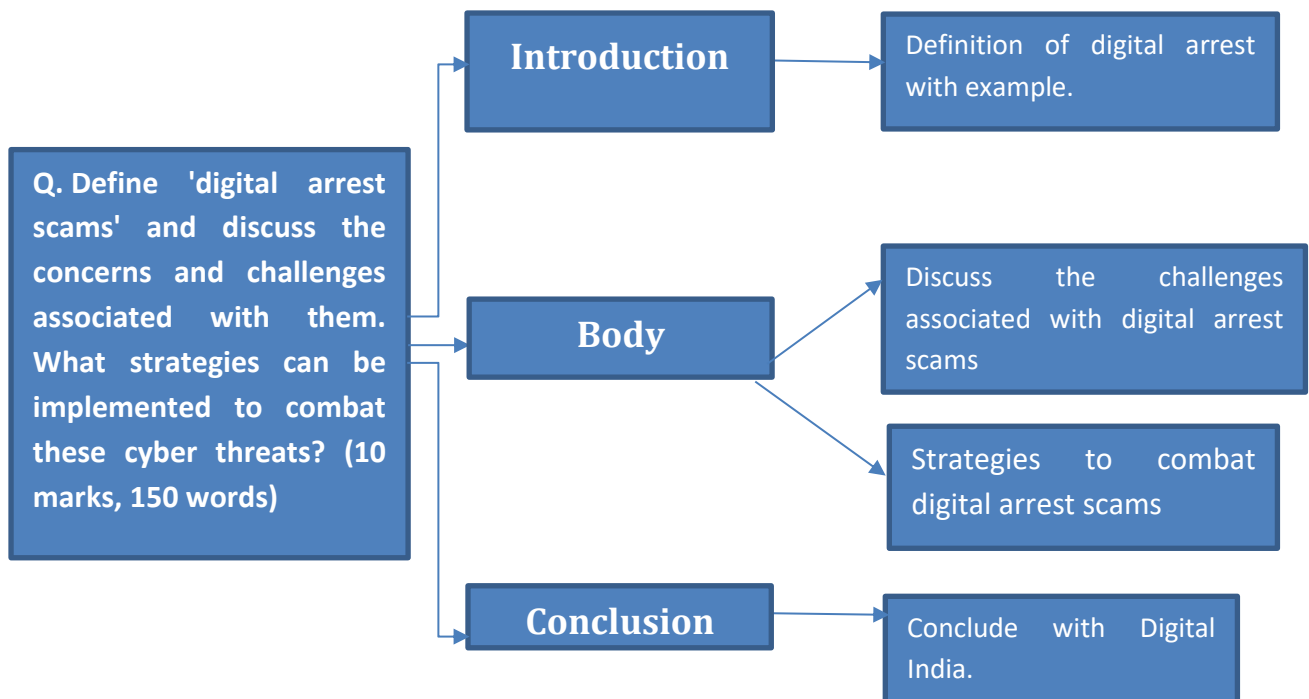 Q. Define 'digital arrest
scams' and discuss the
concerns and challenges
associated with them.
What strategies can be
implemented to combat
these cyber threats? (10
marks, 150 words)
Introduction
Definition of digital arrest
with example.
Body
Discuss the challenges
associated with digital arrest
scams
Strategies to combat
digital arrest scams
Conclusion
Conclude with Digital
India.